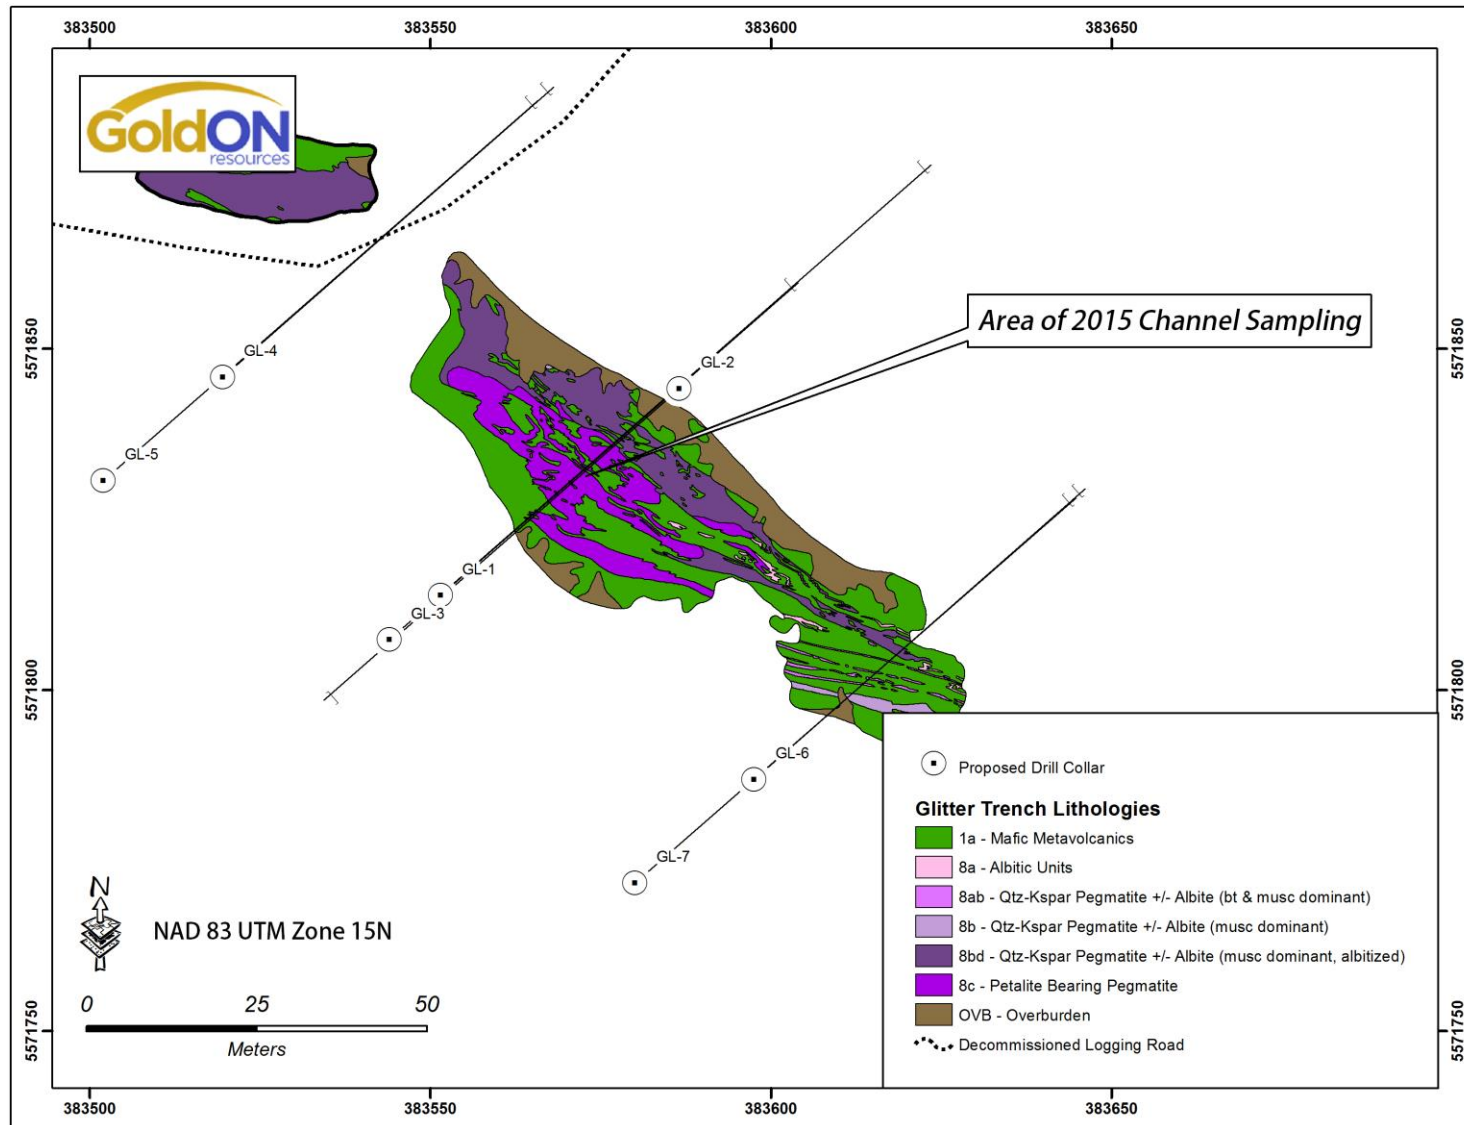 383500 383550 383600 383650
GoldON
resources
Area of 2015 Channel Sampling
5571850
5571850
GL-4
GL-2
GL-5
GL-1
GL-3
5571800
5571800
GL-6
GL-7
Proposed Drill Collar
Glitter Trench Lithologies
1a - Mafic Metavolcanics
8a - Albitic Units
8ab - Qtz-Kspar Pegmatite +/- Albite (bt & musc dominant)
8b - Qtz-Kspar Pegmatite +/- Albite (musc dominant)
8bd - Qtz-Kspar Pegmatite +/- Albite (musc dominant, albitized)
8c - Petalite Bearing Pegmatite
OVB - Overburden
Decommissioned Logging Road
N
NAD 83 UTM Zone 15N
0 25 50
Meters
5571750
5571750
383500 383550 383600 383650